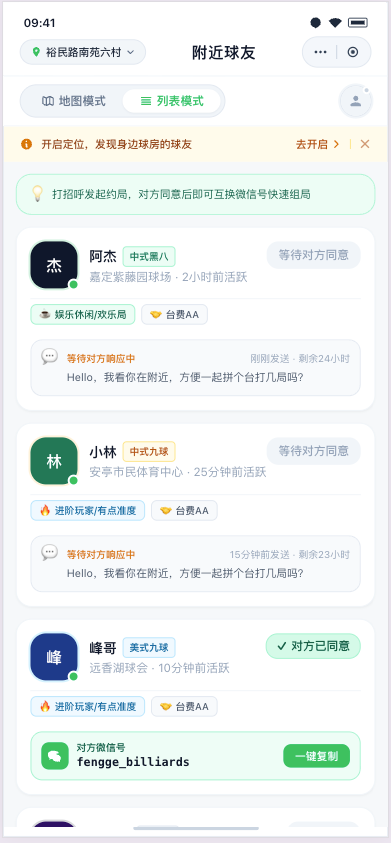 09:41
裕民路南苑六村
附近球友
地图模式
列表模式
开启定位，发现身边球房的球友
去开启
打招呼发起约局，对方同意后即可互换微信号快速组局
杰
阿杰
中式黑八
等待对方同意
嘉定紫藤园球场 · 2小时前活跃
娱乐休闲/欢乐局
台费AA
等待对方响应中
刚刚发送 · 剩余24小时
Hello，我看你在附近，方便一起拼个台打几局吗?
林
小林
中式九球
等待对方同意
安亭市民体育中心 · 25分钟前活跃
进阶玩家/有点准度
台费AA
等待对方响应中
15分钟前发送 · 剩余23小时
Hello，我看你在附近，方便一起拼个台打几局吗?
峰
峰哥
美式九球
对方已同意
远香湖球会 · 10分钟前活跃
进阶玩家/有点准度
台费AA
对方微信号
fengge_billiards
一键复制